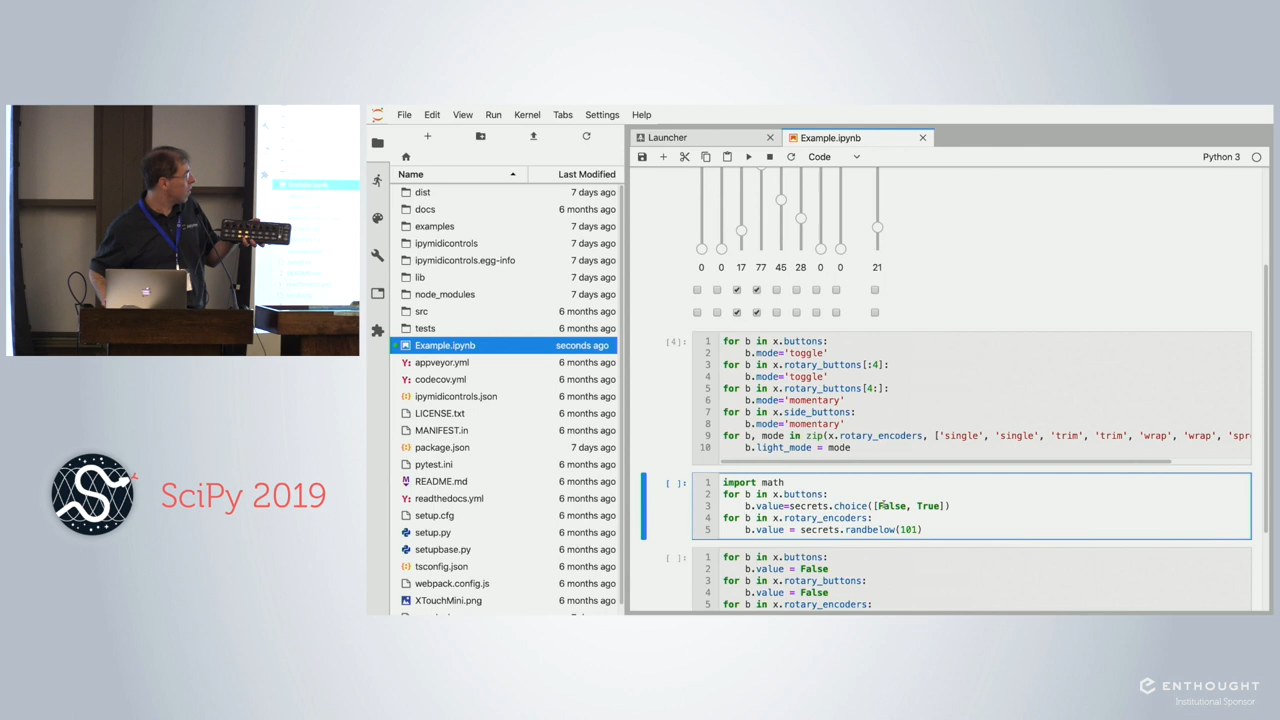 File Edit View Run Kernel Tabs Settings Help
Name Last Modified
dist 7 days ago
docs 6 months ago
examples 7 days ago
ipymidicontrols 7 days ago
ipymidicontrols.egg-info 7 days ago
lib 7 days ago
node_modules 7 days ago
src 6 months ago
tests 6 months ago
Example.ipynb seconds ago
appveyor.yml 6 months ago
codecov.yml 6 months ago
ipymidicontrols.json 6 months ago
LICENSE.txt 6 months ago
MANIFEST.in 6 months ago
package.json 7 days ago
pytest.ini 6 months ago
README.md 6 months ago
readthedocs.yml 6 months ago
setup.cfg 6 months ago
setup.py 6 months ago
setupbase.py 6 months ago
tsconfig.json 6 months ago
webpack.config.js 6 months ago
XTouchMini.png 6 months ago
Launcher Example.ipynb
Code Python 3
0 0 17 77 45 28 0 0 21
[4]: 1 for b in x.buttons:
2 b.mode='toggle'
3 for b in x.rotary_buttons[:4]:
4 b.mode='toggle'
5 for b in x.rotary_buttons[4:]:
6 b.mode='momentary'
7 for b in x.side_buttons:
8 b.mode='momentary'
9 for b, mode in zip(x.rotary_encoders, ['single', 'single', 'trim', 'trim', 'wrap', 'wrap', 'spr
10 b.light_mode = mode
[ ]: 1 import math
2 for b in x.buttons:
3 b.value=secrets.choice([False, True])
4 for b in x.rotary_encoders:
5 b.value = secrets.randbelow(101)
[ ]: 1 for b in x.buttons:
2 b.value = False
3 for b in x.rotary_buttons:
4 b.value = False
5 for b in x.rotary_encoders:
SciPy 2019
ENTHOUGHT
Institutional Sponsor